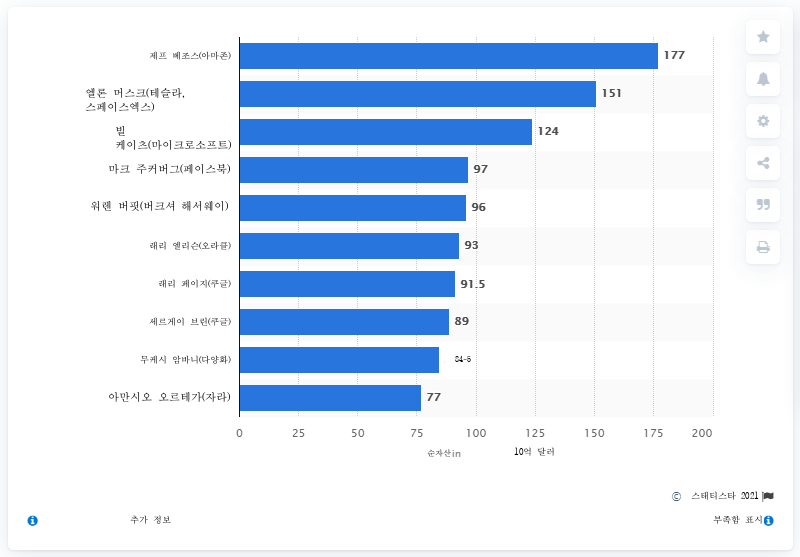 제프 베조스(아마존)
177
엘론 머스크(테슬라,
스페이스엑스)
151
빌
게이츠(마이크로소프트)
124
마크 주커버그(페이스북)
97
워렌 버핏(버크셔 해서웨이)
96
래리 엘리슨(오라클)
93
래리 페이지(구글)
91.5
세르게이 브린(구글)
89
무케시 암바니(다양화)
84-5
아만시오 오르테가(자라)
77
0 25 50 75 100 125 150 175 200
순자산in 10억 달러
© 스태티스타 2021
추가 정보 부족함 표시